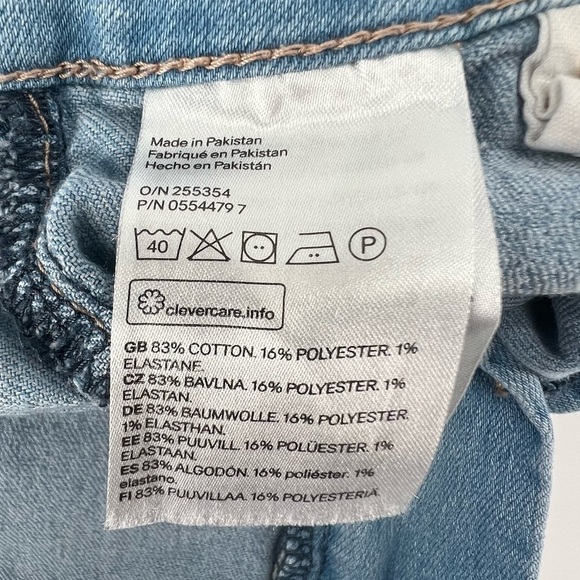 Made in Pakistan
Fabriqué en Pakistan
Hecho en Pakistán
O/N 255354
P/N 0554479 7
40 P
clevercare.info
GB 83% COTTON. 16% POLYESTER. 1%
ELASTANE.
CZ 83% BAVLNA. 16% POLYESTER. 1%
ELASTAN.
DE 83% BAUMWOLLE. 16% POLYESTER.
1% ELASTHAN.
EE 83% PUUVILL. 16% POLÜESTER. 1%
ELASTAAN.
ES 83% ALGODÓN. 16% poliéster. 1%
elastano.
FI 83% PUUVILLAA. 16% POLYESTERIA.